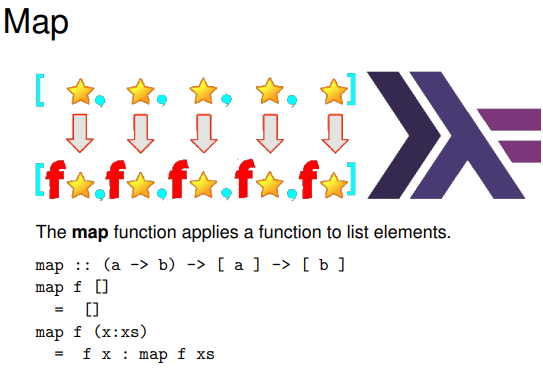 Map
[ , , , , ]
[ f , f , f , f , f ]
The map function applies a function to list elements.
map :: (a -> b) -> [ a ] -> [ b ]
map f []
  =  []
map f (x:xs)
  =  f x : map f xs